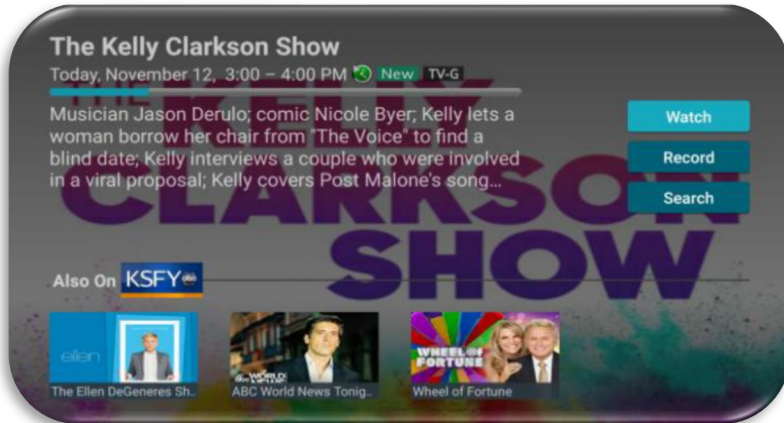 The Kelly Clarkson Show
Today, November 12, 3:00 – 4:00 PM New TV-G
Musician Jason Derulo; comic Nicole Byer; Kelly lets a
woman borrow her chair from "The Voice" to find a
blind date; Kelly interviews a couple who were involved
in a viral proposal; Kelly covers Post Malone's song...
Watch
Record
Search
THE KELLY
CLARKSON
SHOW
Also On KSFY abc
ellen
WORLD
WHEEL OF
FORTUNE
The Ellen DeGeneres Sh..
ABC World News Tonig..
Wheel of Fortune